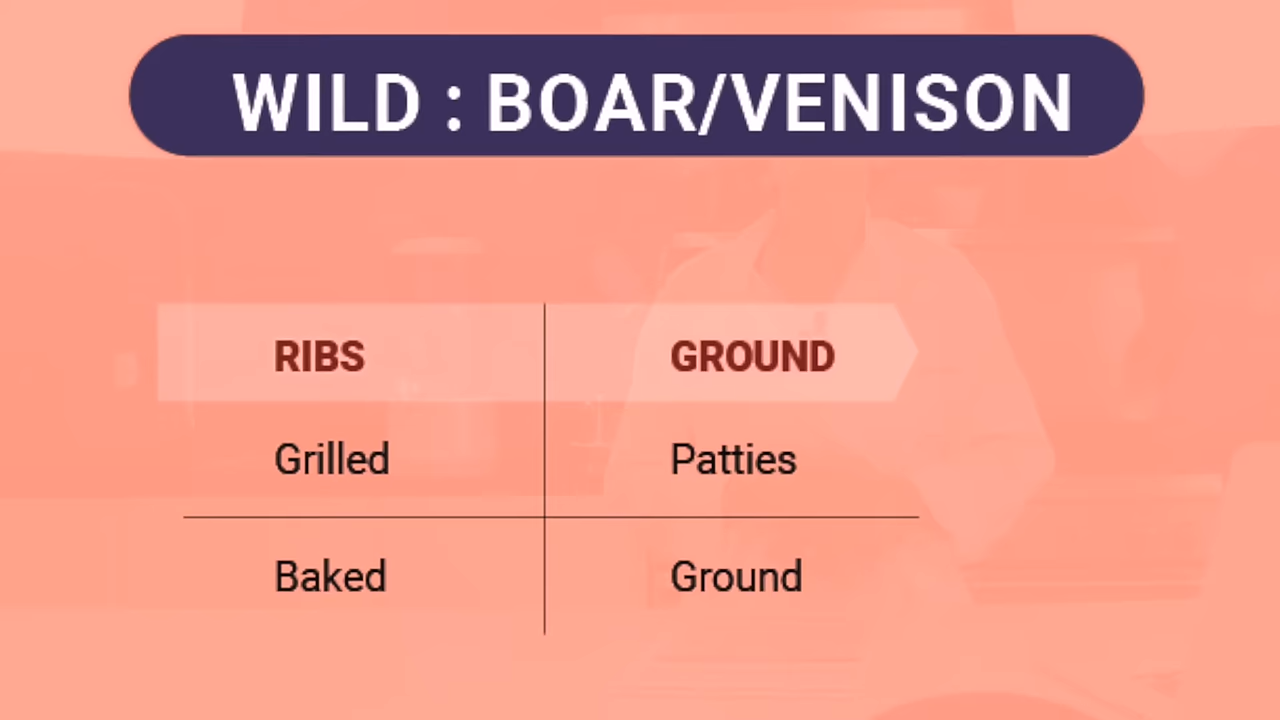 WILD : BOAR/VENISON
RIBS GROUND
Grilled Patties
Baked Ground